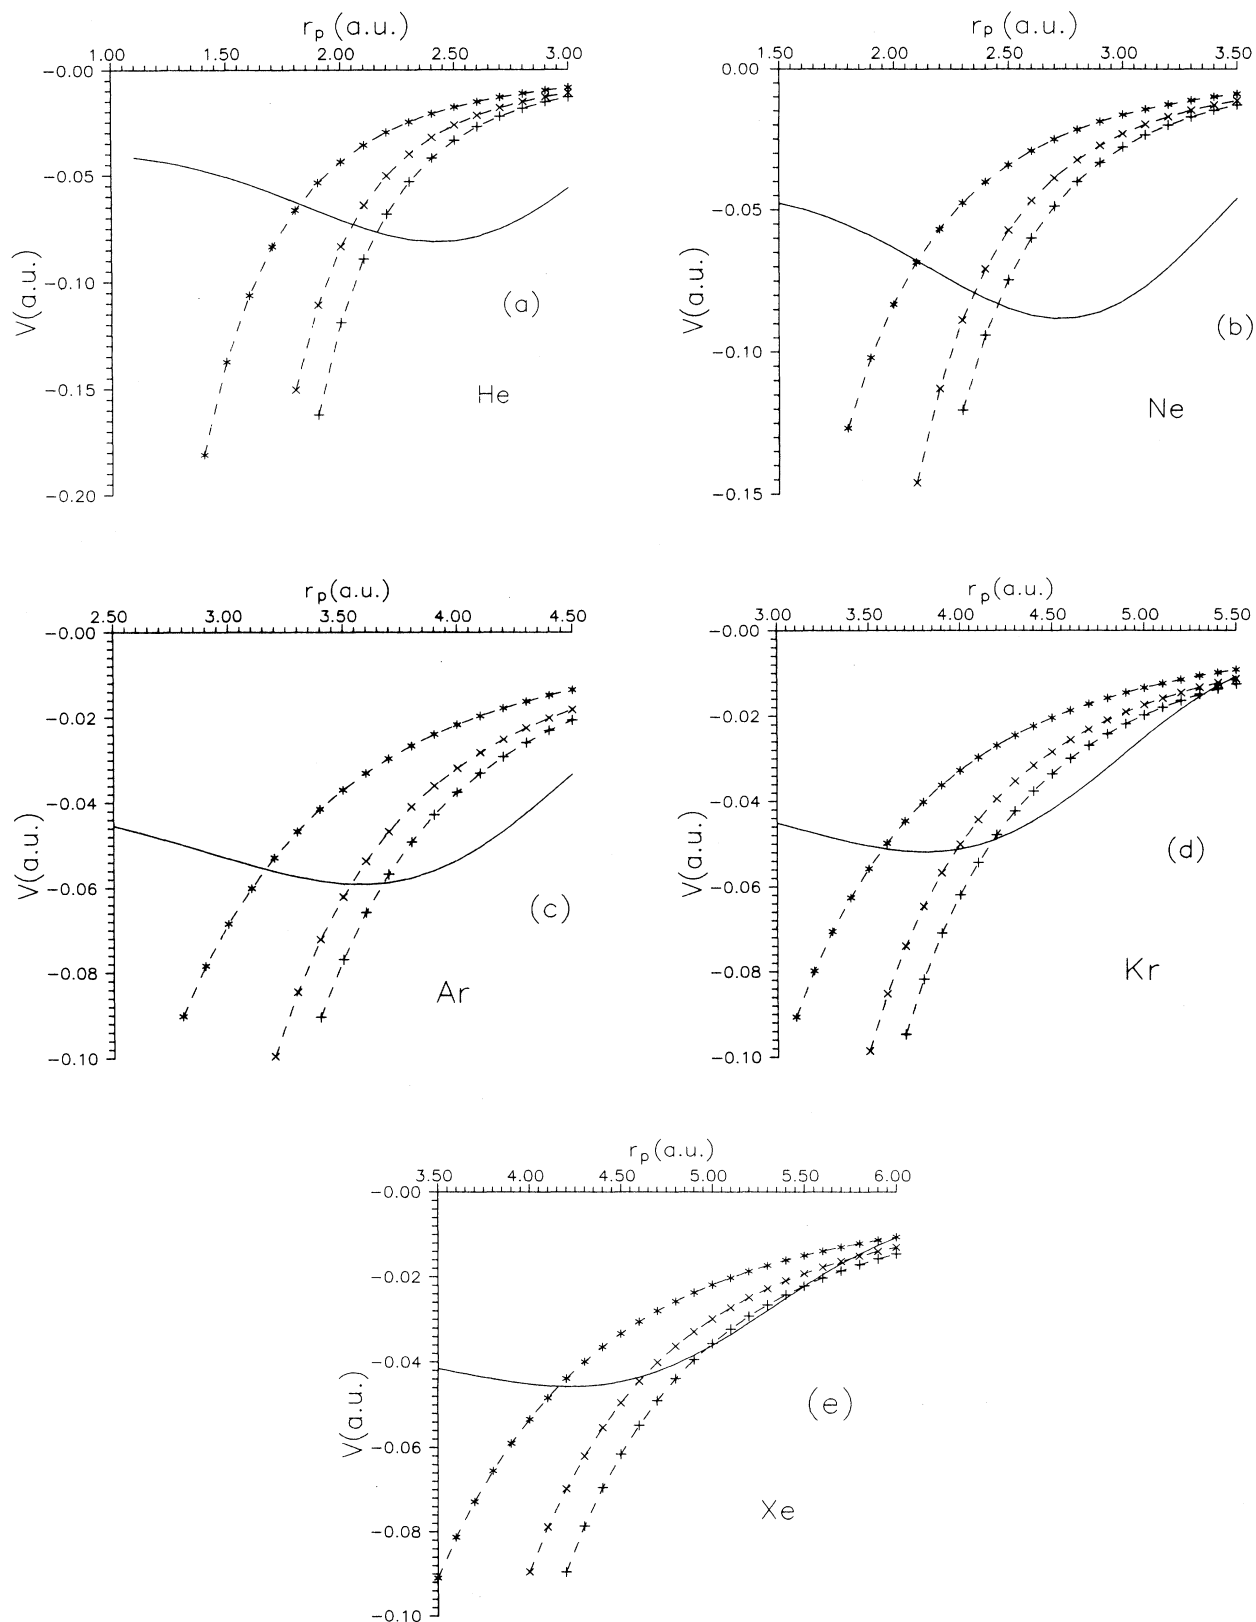 r_p (a.u.)
1.00 1.50 2.00 2.50 3.00
−0.00
−0.05
−0.10
−0.15
−0.20
V(a.u.)
(a)
He
r_p (a.u.)
1.50 2.00 2.50 3.00 3.50
0.00
−0.05
−0.10
−0.15
V(a.u.)
(b)
Ne
r_p(a.u.)
2.50 3.00 3.50 4.00 4.50
−0.00
−0.02
−0.04
−0.06
−0.08
−0.10
V(a.u.)
(c)
Ar
r_p(a.u.)
3.00 3.50 4.00 4.50 5.00 5.50
−0.00
−0.02
−0.04
−0.06
−0.08
−0.10
V(a.u.)
(d)
Kr
r_p(a.u.)
3.50 4.00 4.50 5.00 5.50 6.00
−0.00
−0.02
−0.04
−0.06
−0.08
−0.10
V(a.u.)
(e)
Xe